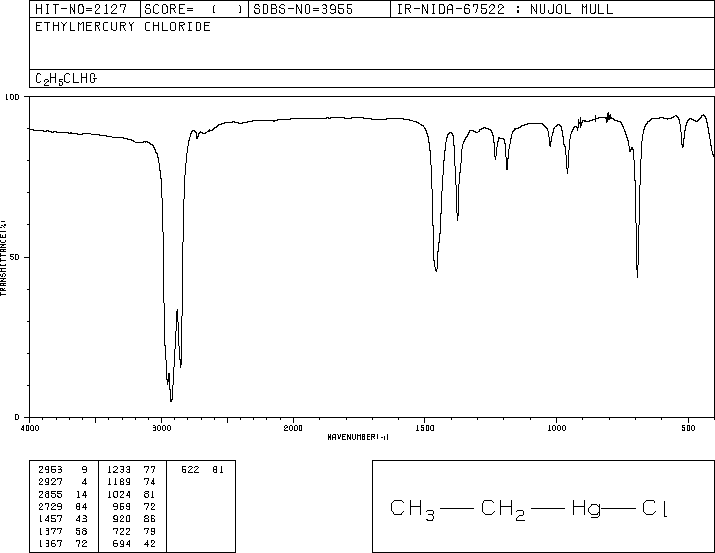 HIT-NO=2127 SCORE= ( ) SDBS-NO=3955 IR-NIDA-67522 : NUJOL MULL
ETHYLMERCURY CHLORIDE
C2H5CLHG
100
50
0
TRANSMITTANCE(%)
4000 3000 2000 1500 1000 500
WAVENUMBER(-1)
2963 9 1233 77 522 81
2927 4 1189 74
2855 14 1024 81
2729 84 959 72
1457 43 920 86
1377 58 722 79
1367 72 694 42
CH3—CH2—Hg—Cl